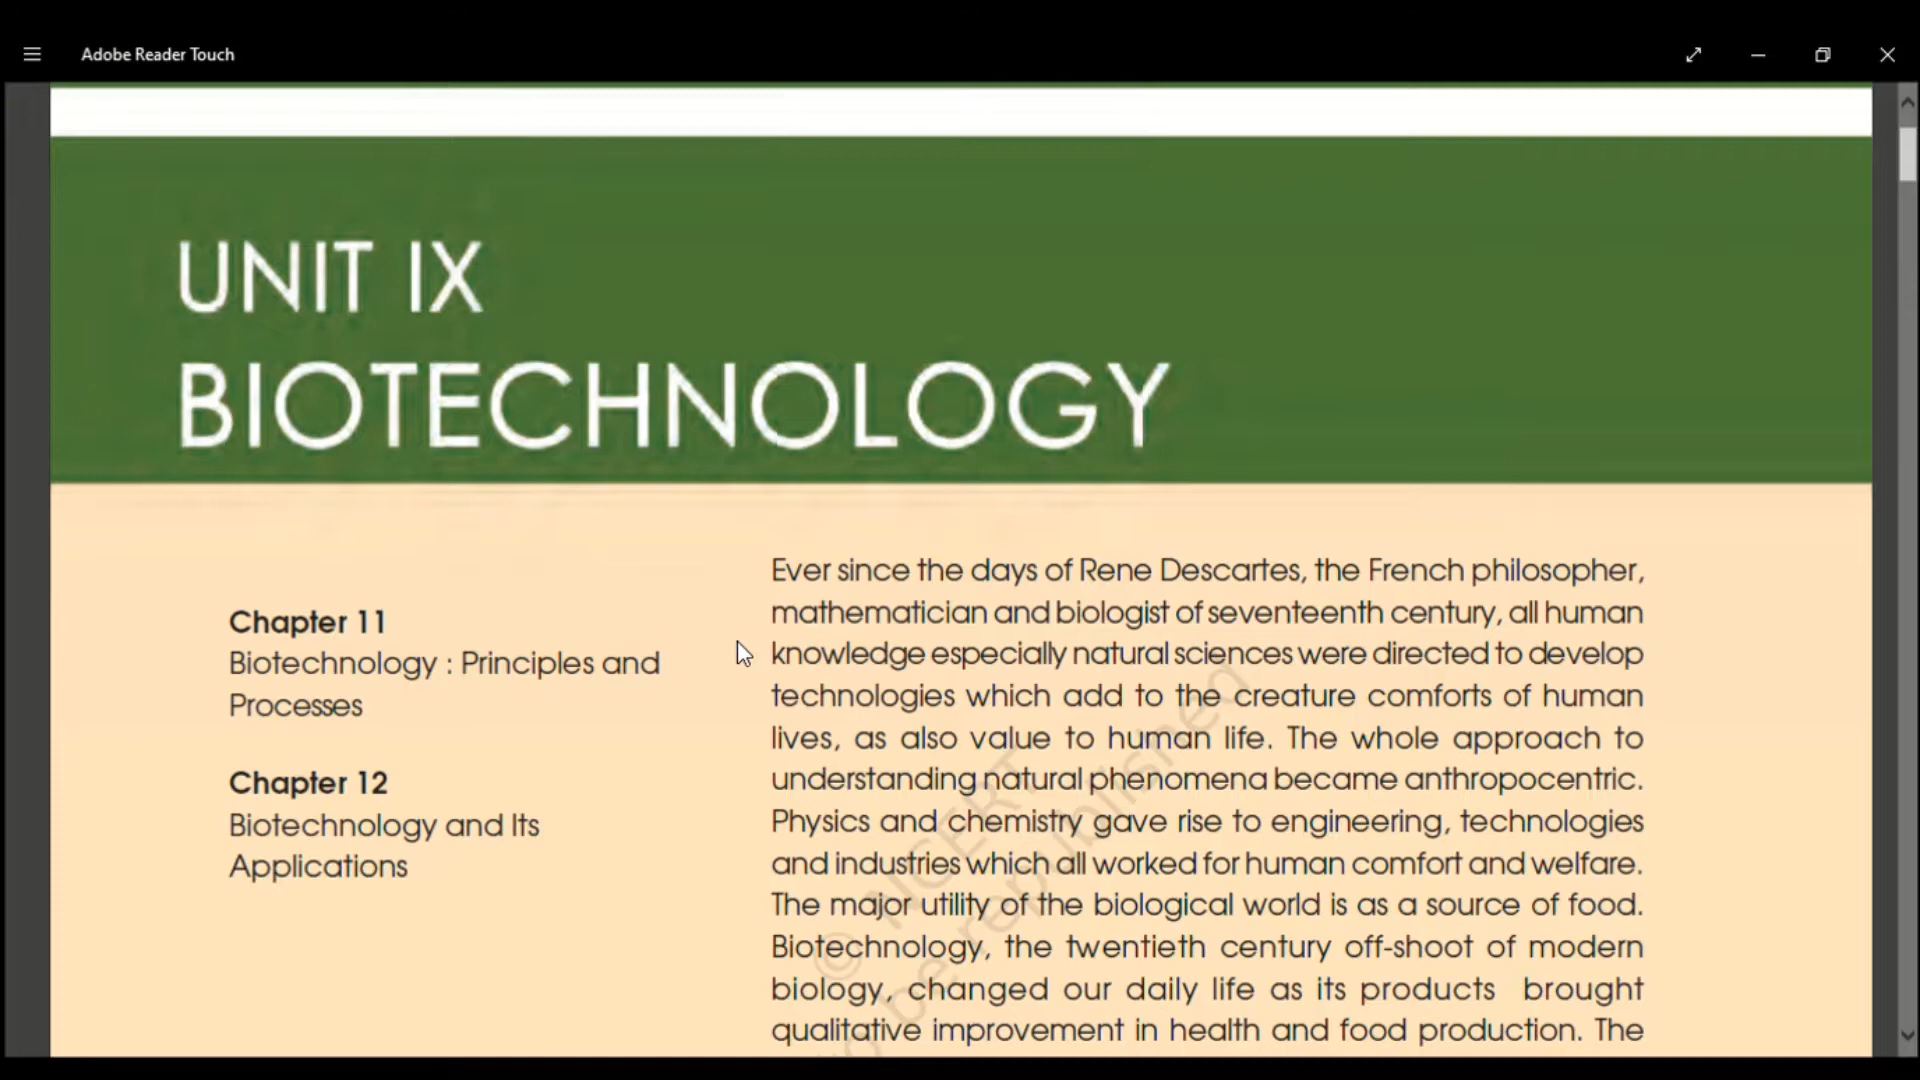 Adobe Reader Touch
UNIT IX
BIOTECHNOLOGY
Chapter 11
Biotechnology : Principles and
Processes
Chapter 12
Biotechnology and Its
Applications
Ever since the days of Rene Descartes, the French philosopher,
mathematician and biologist of seventeenth century, all human
knowledge especially natural sciences were directed to develop
technologies which add to the creature comforts of human
lives, as also value to human life. The whole approach to
understanding natural phenomena became anthropocentric.
Physics and chemistry gave rise to engineering, technologies
and industries which all worked for human comfort and welfare.
The major utility of the biological world is as a source of food.
Biotechnology, the twentieth century off-shoot of modern
biology, changed our daily life as its products brought
qualitative improvement in health and food production. The
© NCERT
to be republished